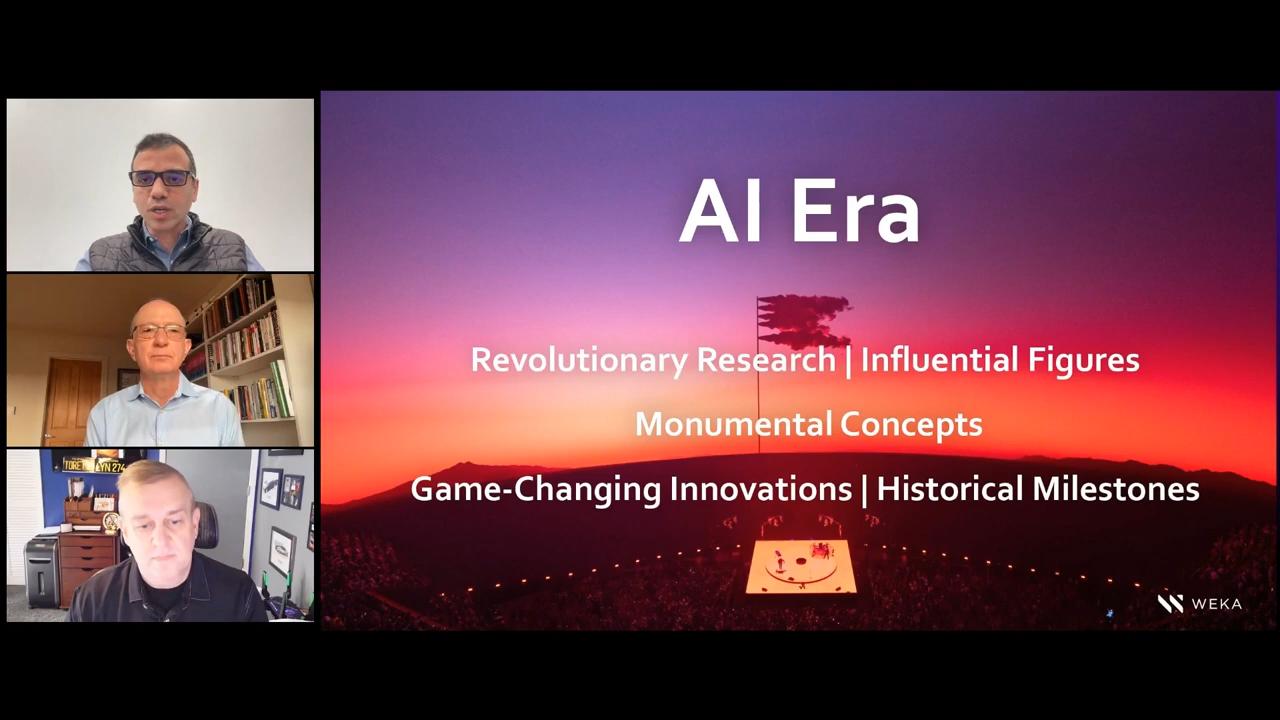 AI Era
Revolutionary Research | Influential Figures
Monumental Concepts
Game-Changing Innovations | Historical Milestones
WEKA